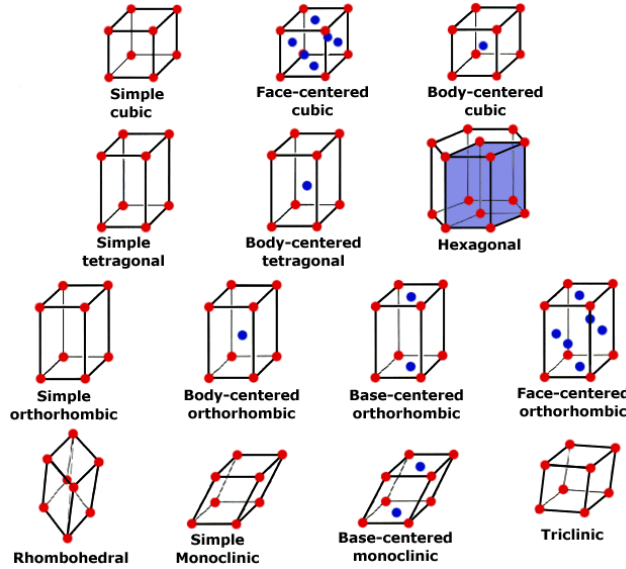 Simple
cubic
Face-centered
cubic
Body-centered
cubic
Simple
tetragonal
Body-centered
tetragonal
Hexagonal
Simple
orthorhombic
Body-centered
orthorhombic
Base-centered
orthorhombic
Face-centered
orthorhombic
Rhombohedral
Simple
Monoclinic
Base-centered
monoclinic
Triclinic